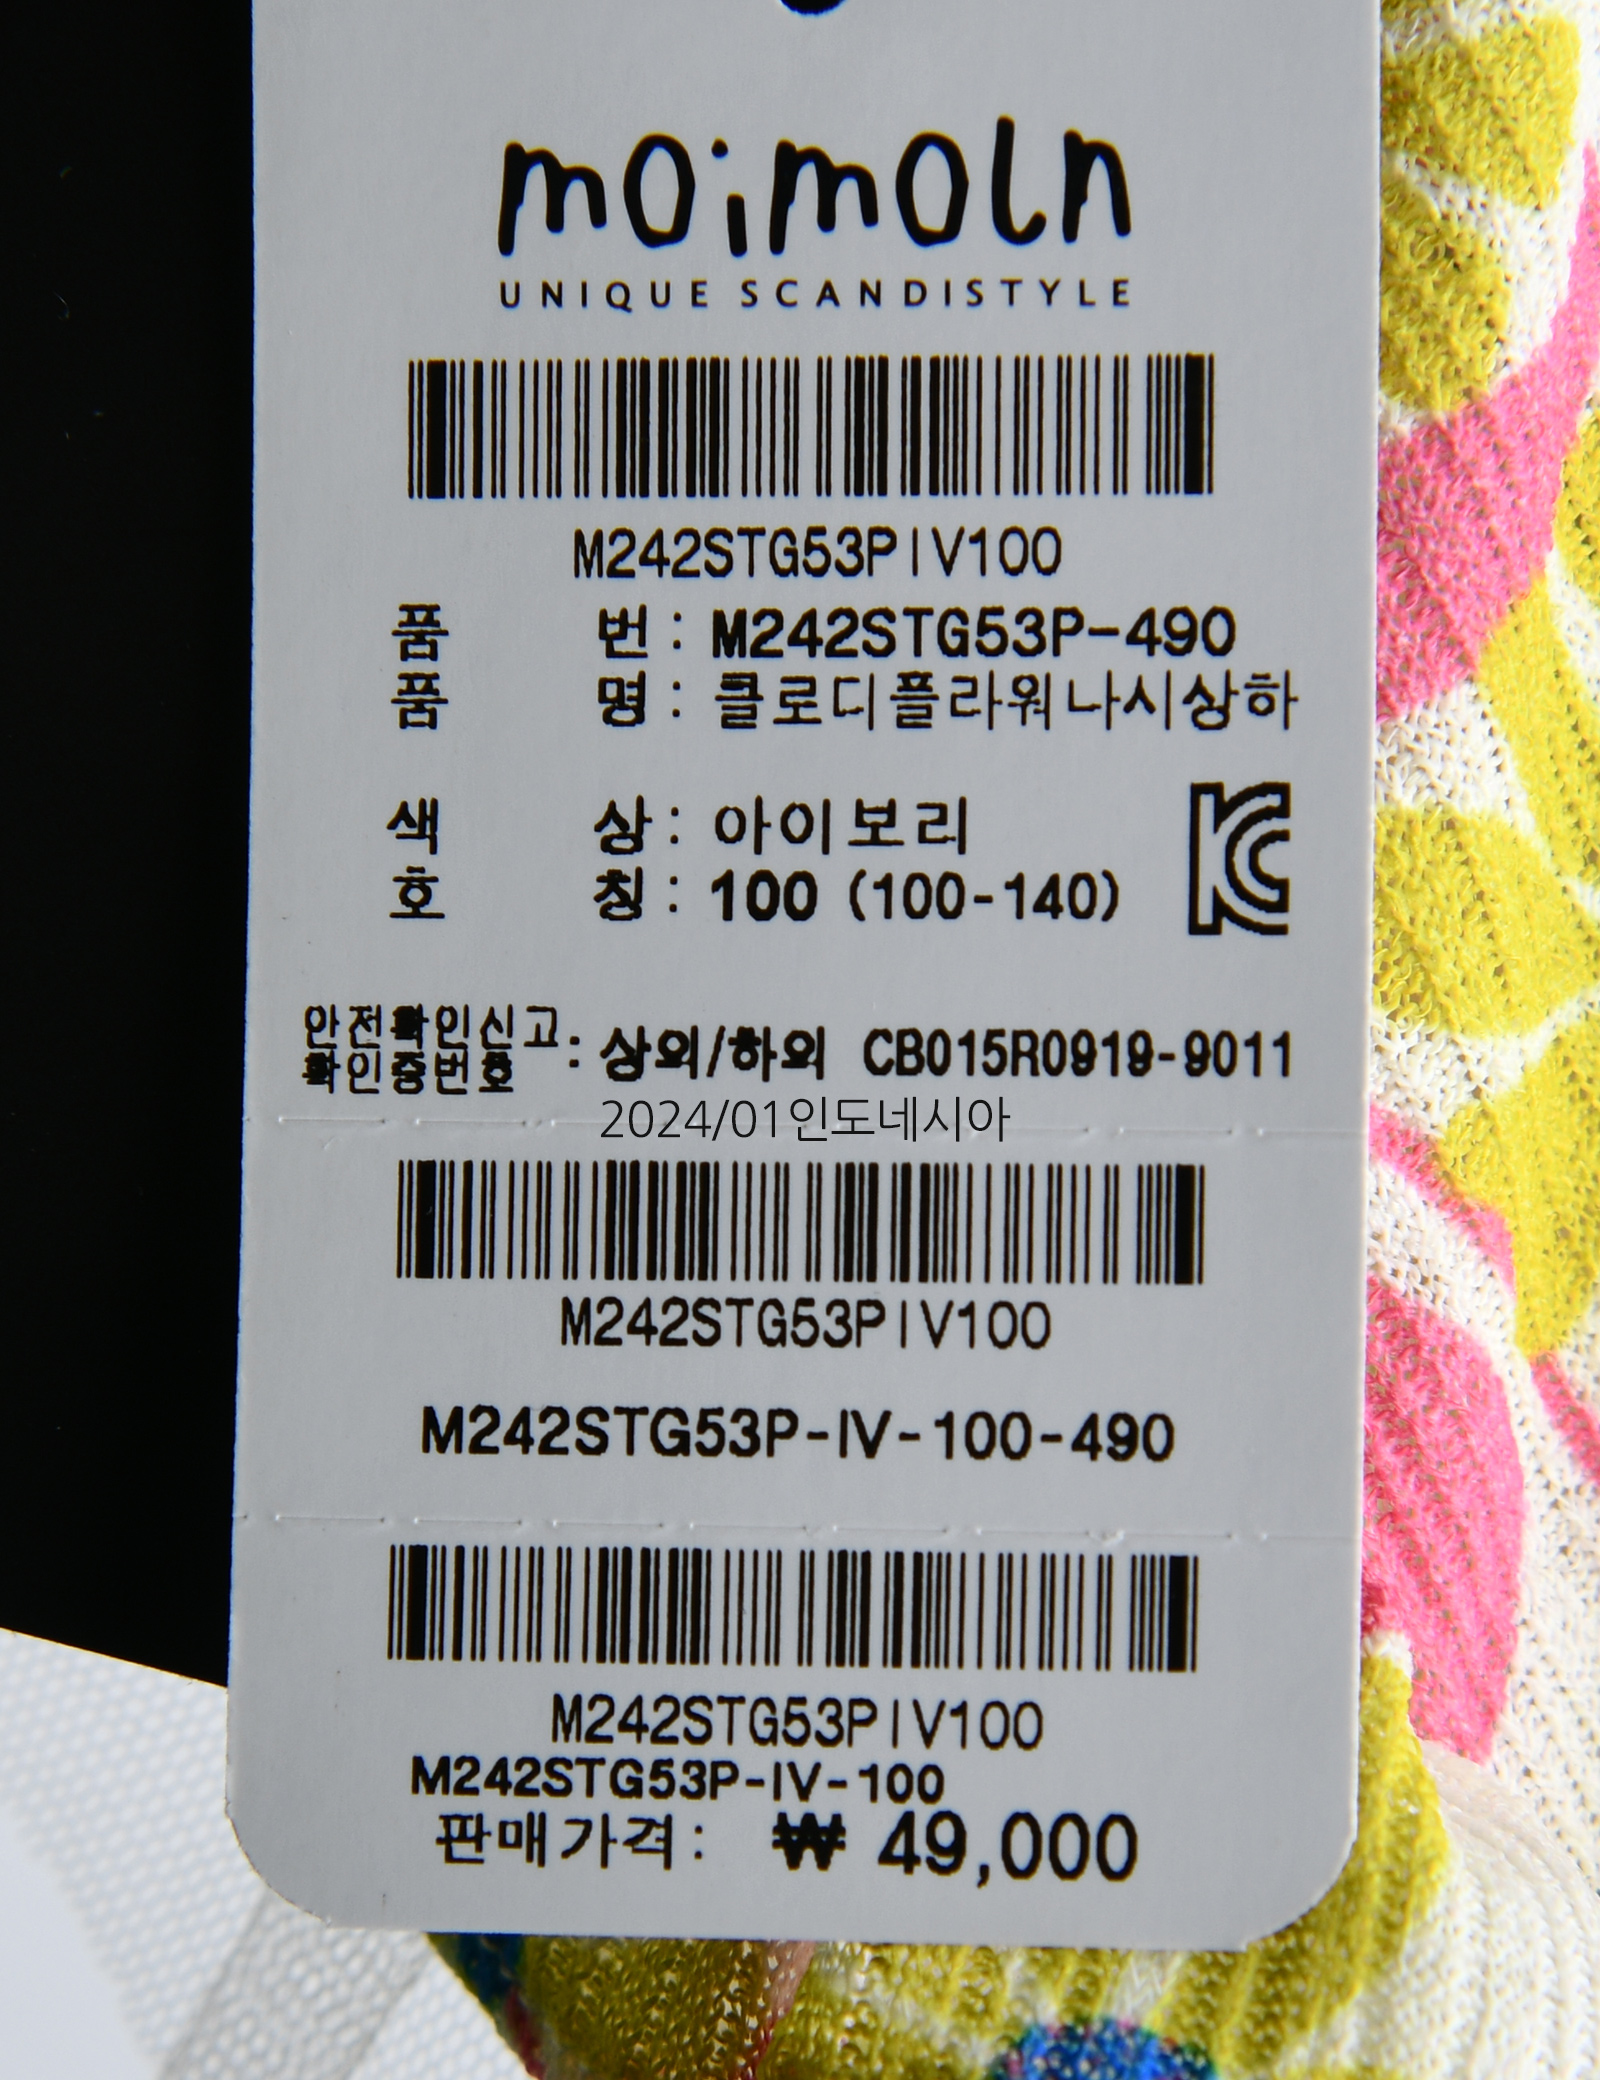 moimoln
UNIQUE SCANDISTYLE
M242STG53PIV100
품 번 : M242STG53P-490
품 명 : 클로디플라워나시상하
색 상 : 아이보리
호 칭 : 100 (100-140)
안전확인신고
확인증번호 : 상의/하의 CB015R0919-9011
2024/01인도네시아
M242STG53PIV100
M242STG53P-IV-100-490
M242STG53PIV100
M242STG53P-IV-100
판매가격: ₩ 49,000